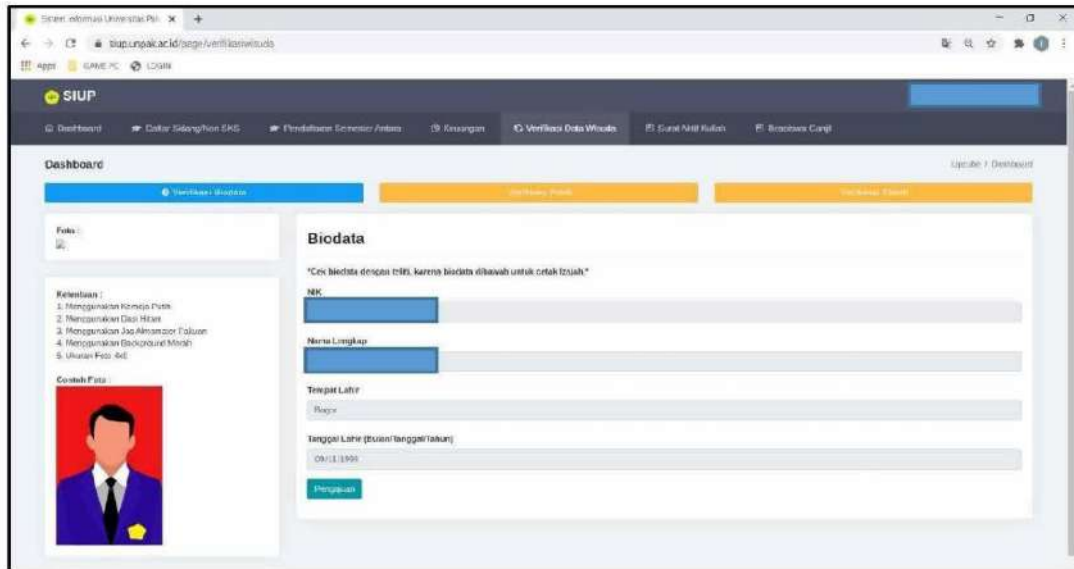 Sistem Informasi Universitas Pak
tiup.unpak.ac.id/page/verifikasiwisuda
Apps GAME PC LOGIN
SIUP
Dashboard Daftar Sidang/Non SKS Pendaftaran Semester Antara Keuangan Verifikasi Data Wisuda Surat Aktif Kuliah Beasiswa Ganjil
Dashboard
/ Dashboard
Verifikasi Biodata
Foto :
Biodata
*Cek biodata dengan teliti, karena biodata dibawah untuk cetak Ijzuah.*
Ketentuan :
NIK
1. Menggunakan Kemeja Putih
2. Menggunakan Dasi Hitam
3. Menggunakan Jas Almamater Pakuan
4. Menggunakan Background Merah
5. Ukuran Foto 4x6
Nama Lengkap
Contoh Foto
Tempat Lahir
Bogor
Tanggal Lahir (Bulan/Tanggal/Tahun)
Pengajuan